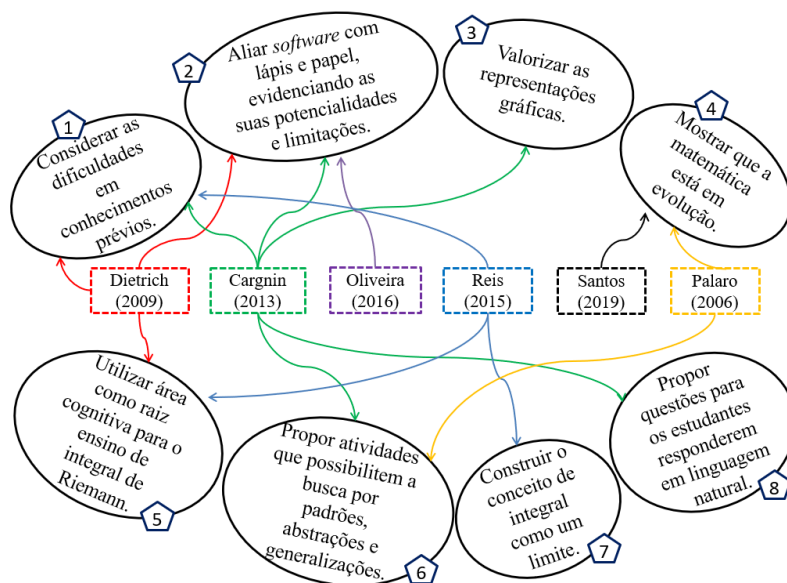 1
Considerar as
dificuldades
em
conhecimentos
prévios.
2
Aliar software com
lápis e papel,
evidenciando as
suas potencialidades
e limitações.
3
Valorizar as
representações
gráficas.
4
Mostrar que a
matemática
está em
evolução.
Dietrich
(2009)
Cargnin
(2013)
Oliveira
(2016)
Reis
(2015)
Santos
(2019)
Palaro
(2006)
Utilizar área
como raiz
cognitiva para o
ensino de
integral de
Riemann.
5
Propor atividades
que possibilitem a
busca por
padrões,
abstrações e
generalizações.
6
Construir o
conceito de
integral
como um
limite.
7
Propor
questões para
os estudantes
responderem
em linguagem
natural.
8